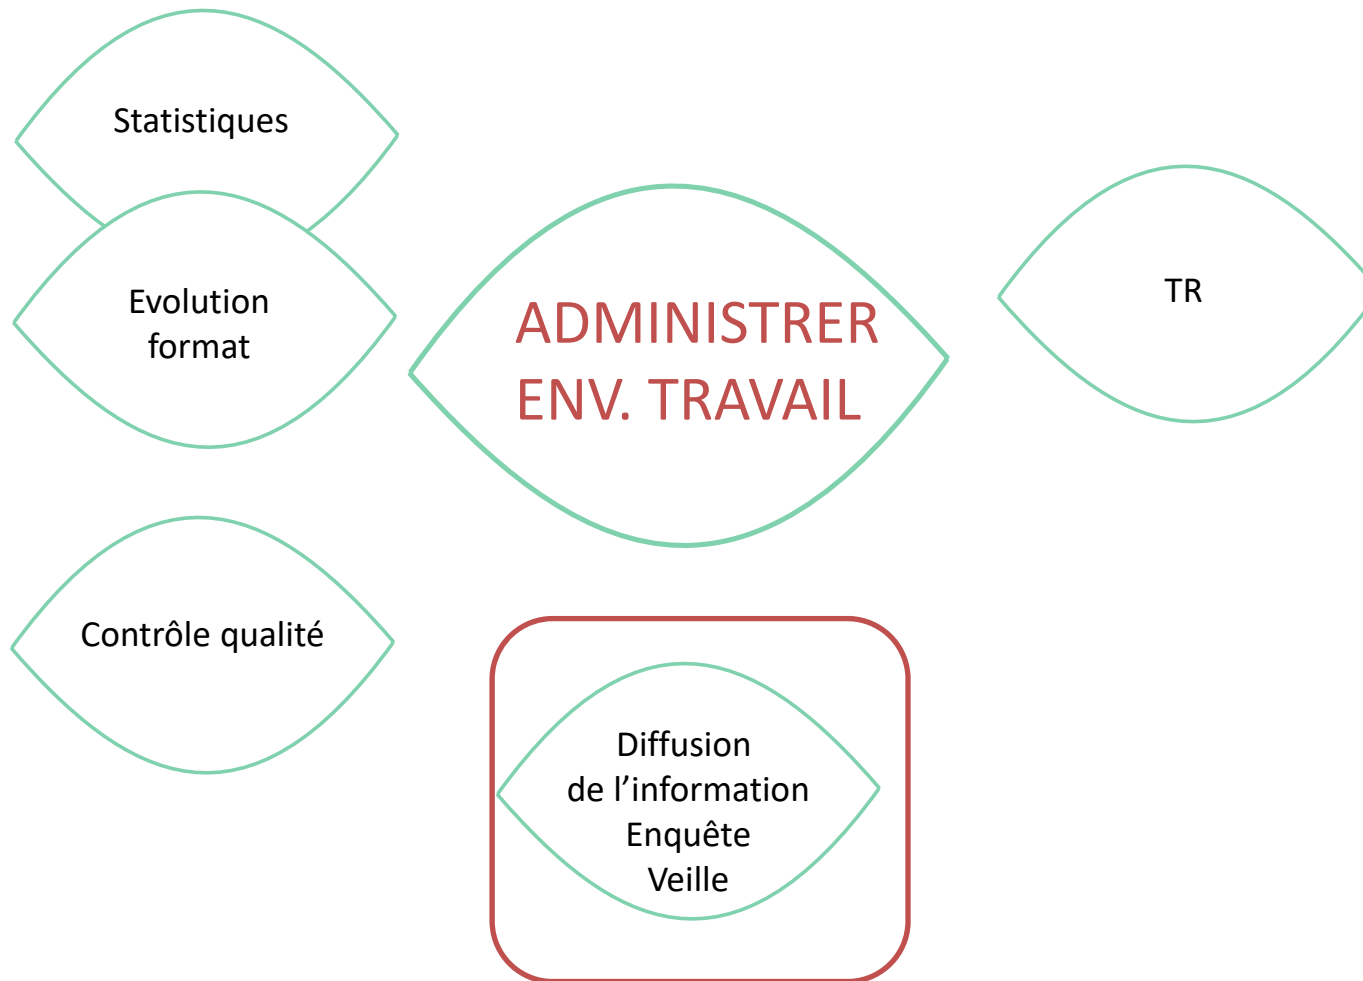 Statistiques
Evolution
format
ADMINISTRER
ENV. TRAVAIL
TR
Contrôle qualité
Diffusion
de l’information
Enquête
Veille